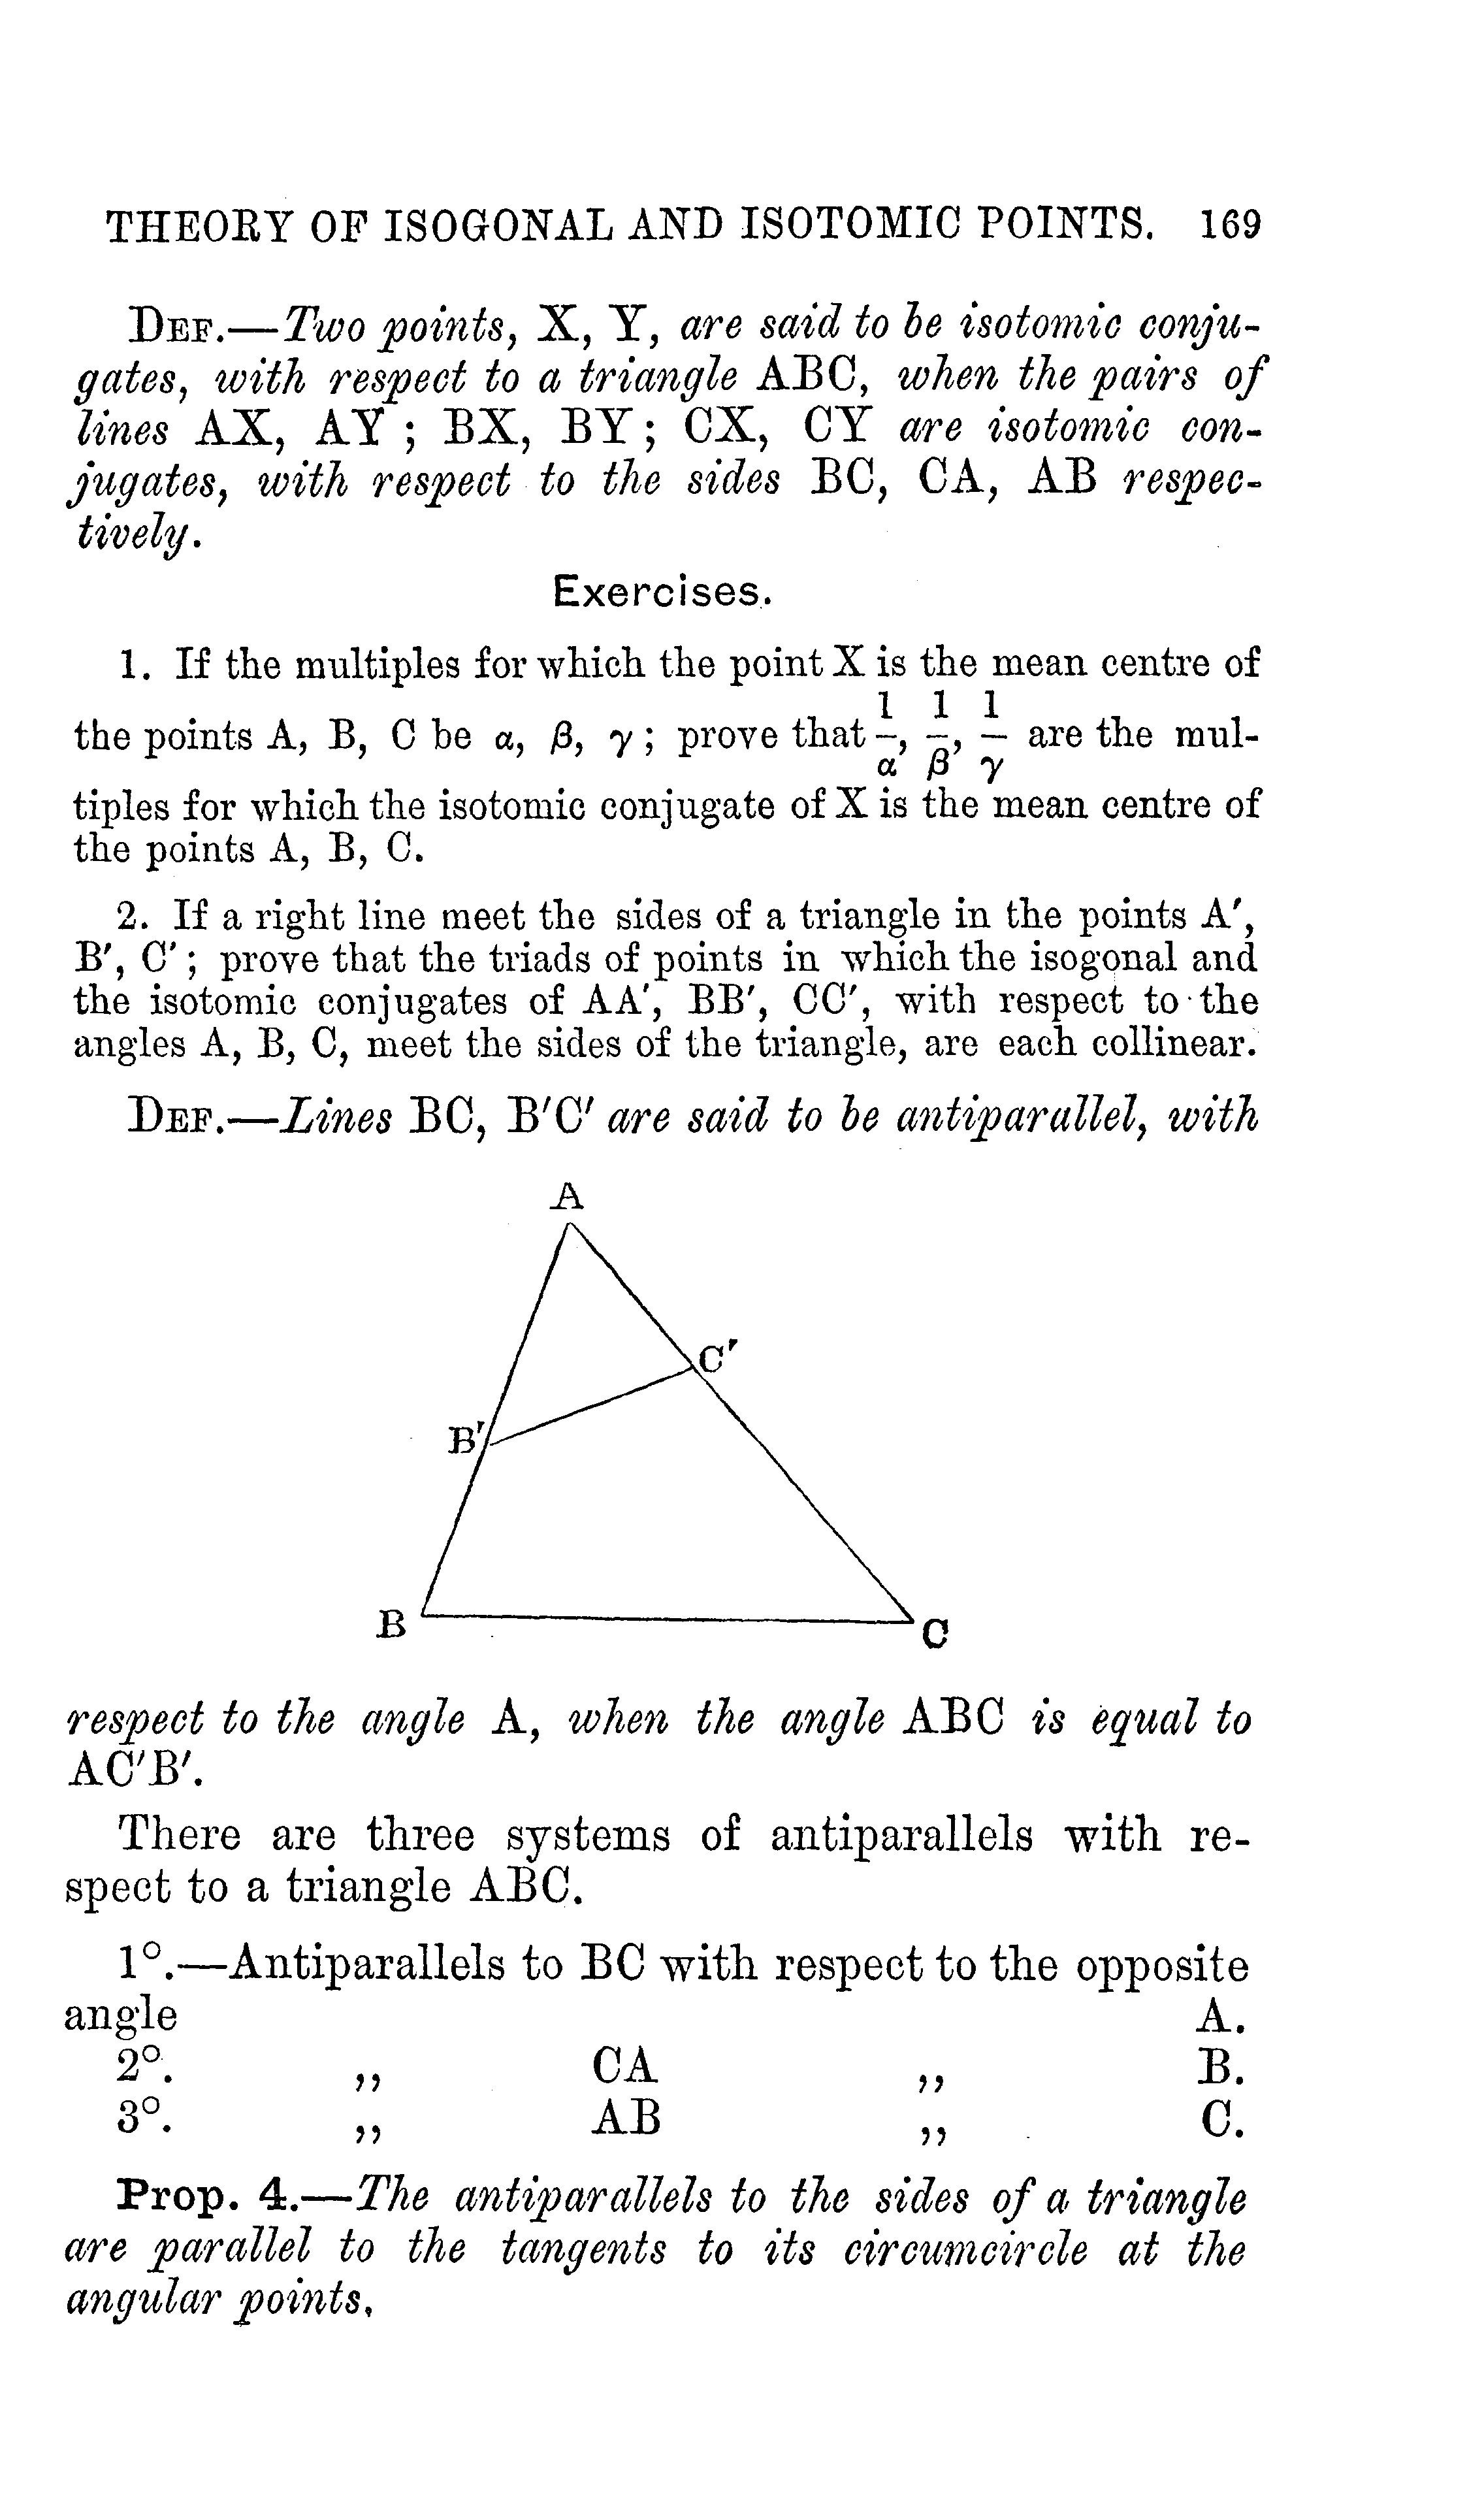 THEORY OF ISOGONAL AND ISOTOMIC POINTS. 169
DEF.—Two points, X, Y, are said to be isotomic conju-
gates, with respect to a triangle ABC, when the pairs of
lines AX, AY ; BX, BY ; CX, CY are isotomic con-
jugates, with respect to the sides BC, CA, AB respec-
tively.
Exercises.
1. If the multiples for which the point X is the mean centre of
the points A, B, C be α, β, γ ; prove that 1/α, 1/β, 1/γ are the mul-
tiples for which the isotomic conjugate of X is the mean centre of
the points A, B, C.
2. If a right line meet the sides of a triangle in the points A′,
B′, C′ ; prove that the triads of points in which the isogonal and
the isotomic conjugates of AA′, BB′, CC′, with respect to the
angles A, B, C, meet the sides of the triangle, are each collinear.
DEF.—Lines BC, B′C′ are said to be antiparallel, with
A
C′
B′
B
C
respect to the angle A, when the angle ABC is equal to
AC′B′.
There are three systems of antiparallels with re-
spect to a triangle ABC.
1°.—Antiparallels to BC with respect to the opposite
angle A.
2°. ,, CA ,, B.
3°. ,, AB ,, C.
Prop. 4.—The antiparallels to the sides of a triangle
are parallel to the tangents to its circumcircle at the
angular points.